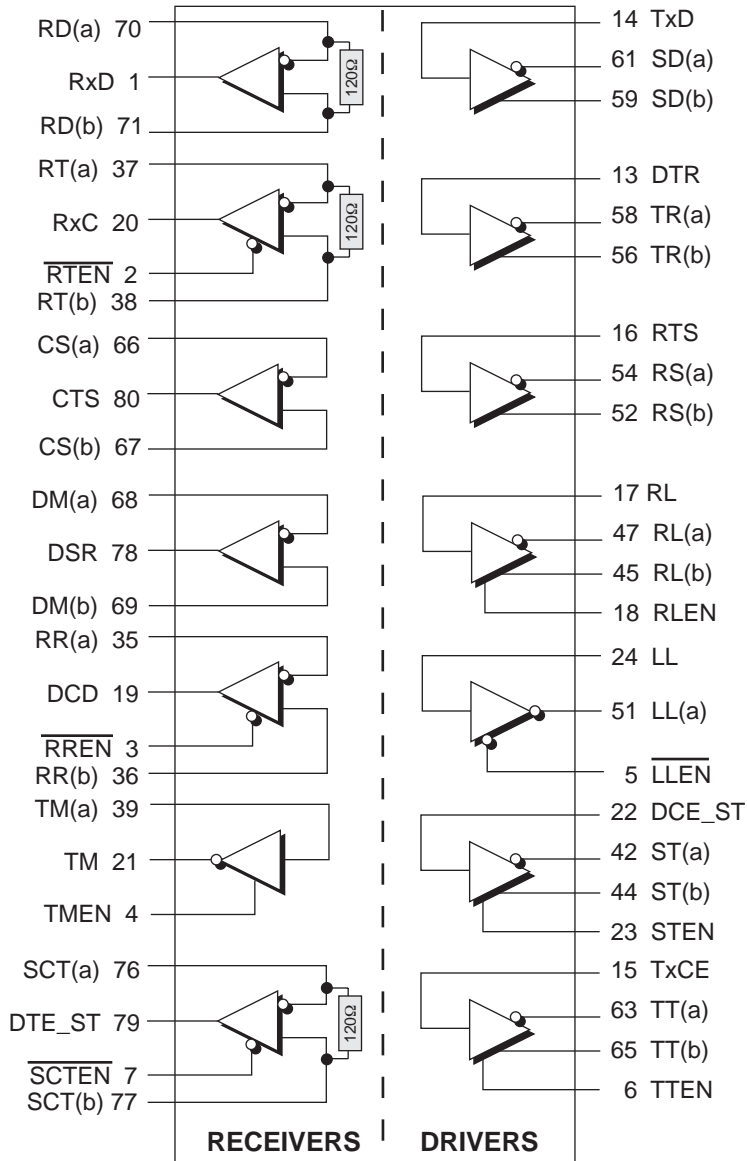 RD(a) 70
RxD 1
RD(b) 71
120Ω
RT(a) 37
RxC 20
RTEN 2
RT(b) 38
120Ω
CS(a) 66
CTS 80
CS(b) 67
DM(a) 68
DSR 78
DM(b) 69
RR(a) 35
DCD 19
RREN 3
RR(b) 36
TM(a) 39
TM 21
TMEN 4
SCT(a) 76
DTE_ST 79
SCTEN 7
SCT(b) 77
120Ω
RECEIVERS
14 TxD
61 SD(a)
59 SD(b)
13 DTR
58 TR(a)
56 TR(b)
16 RTS
54 RS(a)
52 RS(b)
17 RL
47 RL(a)
45 RL(b)
18 RLEN
24 LL
51 LL(a)
5 LLEN
22 DCE_ST
42 ST(a)
44 ST(b)
23 STEN
15 TxCE
63 TT(a)
65 TT(b)
6 TTEN
DRIVERS